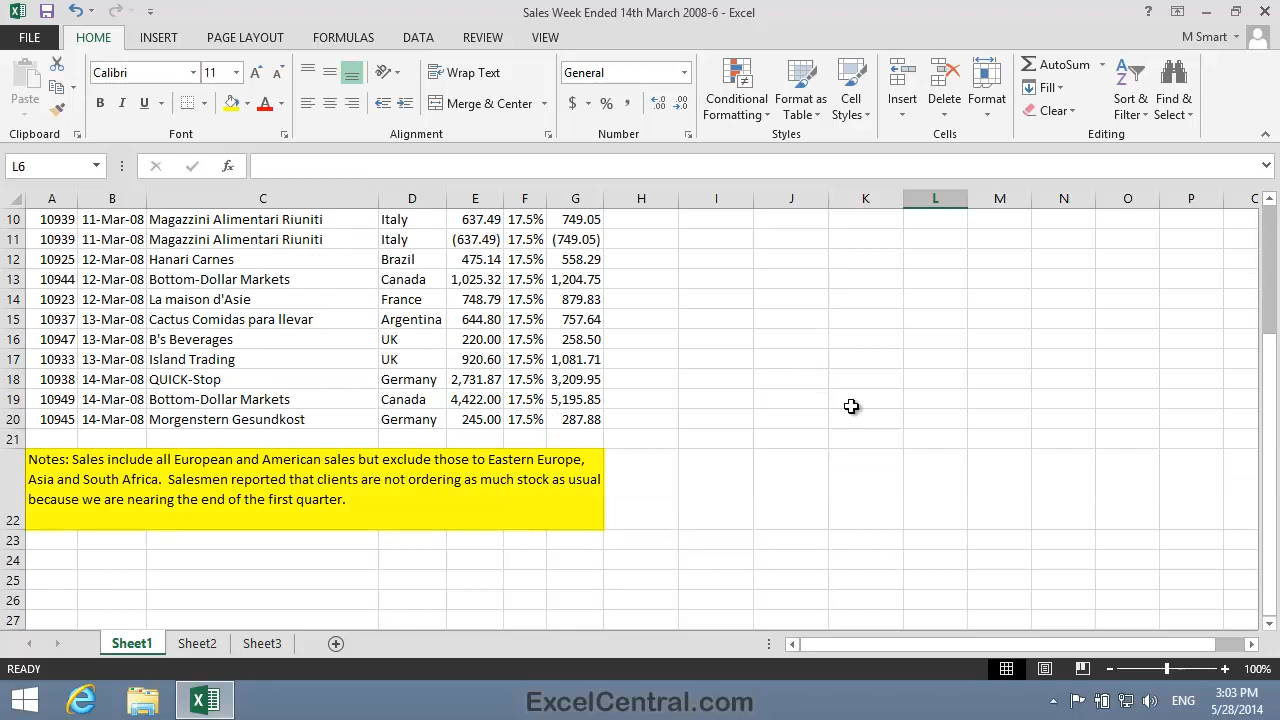 Sales Week Ended 14th March 2008-6 - Excel
?
FILE HOME INSERT PAGE LAYOUT FORMULAS DATA REVIEW VIEW M Smart
Paste
Calibri 11
B I U A
Wrap Text
Merge & Center
General
$ % ,
Conditional Formatting
Format as Table
Cell Styles
Insert
Delete
Format
AutoSum
Fill
Clear
Sort & Filter
Find & Select
Clipboard Font Alignment Number Styles Cells Editing
L6 fx
A B C D E F G H I J K L M N O P
10 10939 11-Mar-08 Magazzini Alimentari Riuniti Italy 637.49 17.5% 749.05
11 10939 11-Mar-08 Magazzini Alimentari Riuniti Italy (637.49) 17.5% (749.05)
12 10925 12-Mar-08 Hanari Carnes Brazil 475.14 17.5% 558.29
13 10944 12-Mar-08 Bottom-Dollar Markets Canada 1,025.32 17.5% 1,204.75
14 10923 12-Mar-08 La maison d'Asie France 748.79 17.5% 879.83
15 10937 13-Mar-08 Cactus Comidas para llevar Argentina 644.80 17.5% 757.64
16 10947 13-Mar-08 B's Beverages UK 220.00 17.5% 258.50
17 10933 13-Mar-08 Island Trading UK 920.60 17.5% 1,081.71
18 10938 14-Mar-08 QUICK-Stop Germany 2,731.87 17.5% 3,209.95
19 10949 14-Mar-08 Bottom-Dollar Markets Canada 4,422.00 17.5% 5,195.85
20 10945 14-Mar-08 Morgenstern Gesundkost Germany 245.00 17.5% 287.88
21
Notes: Sales include all European and American sales but exclude those to Eastern Europe,
Asia and South Africa. Salesmen reported that clients are not ordering as much stock as usual
because we are nearing the end of the first quarter.
22
23
24
25
26
27
Sheet1 Sheet2 Sheet3
READY 100%
ExcelCentral.com
ENG
3:03 PM
5/28/2014